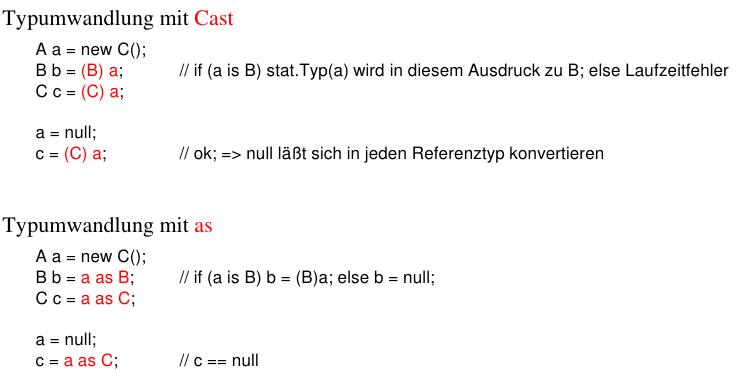 Typumwandlung mit Cast
A a = new C();
B b = (B) a; // if (a is B) stat.Typ(a) wird in diesem Ausdruck zu B; else Laufzeitfehler
C c = (C) a;
a = null;
c = (C) a; // ok; => null läßt sich in jeden Referenztyp konvertieren
Typumwandlung mit as
A a = new C();
B b = a as B; // if (a is B) b = (B)a; else b = null;
C c = a as C;
a = null;
c = a as C; // c == null